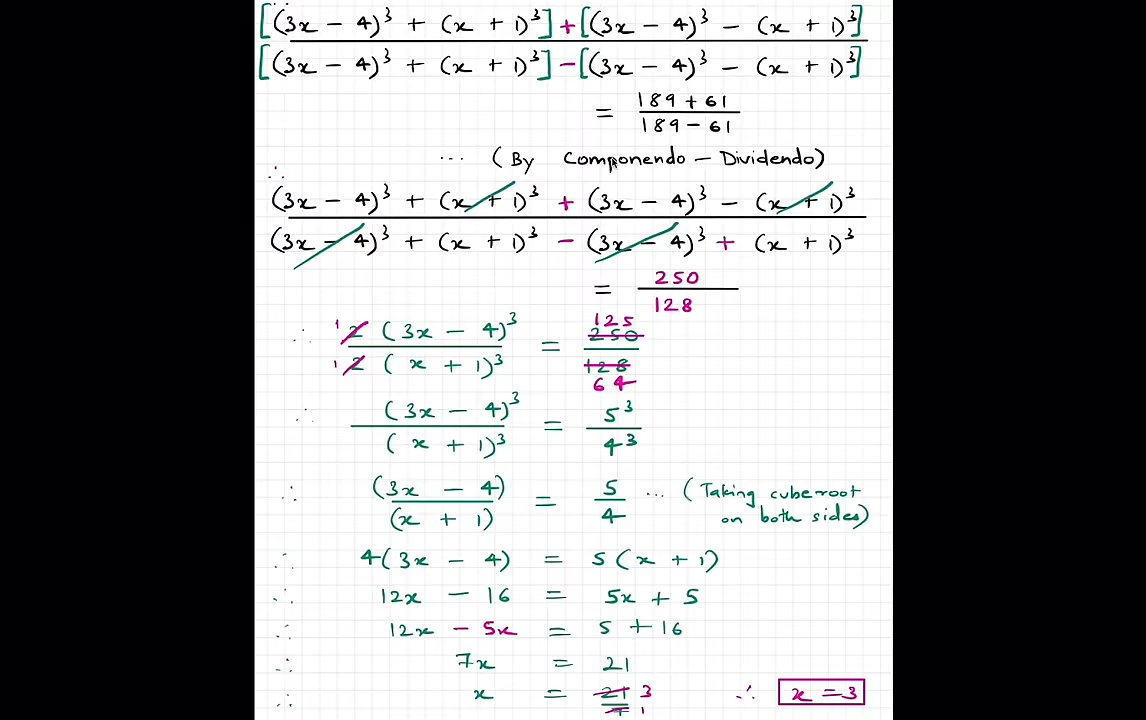 [(3x − 4)³ + (x + 1)³] + [(3x − 4)³ − (x + 1)³]
[(3x − 4)³ + (x + 1)³] − [(3x − 4)³ − (x + 1)³]
= 189 + 61
189 − 61
... (By Componendo − Dividendo)
∴
(3x − 4)³ + (x + 1)³ + (3x − 4)³ − (x + 1)³
(3x − 4)³ + (x + 1)³ − (3x − 4)³ + (x + 1)³
= 250
128
125
∴ 1 2 (3x − 4)³ = 250
1 2 (x + 1)³ 128
64
∴ (3x − 4)³ = 5³
(x + 1)³ 4³
∴ (3x − 4) = 5 ... (Taking cuberoot
(x + 1) 4 on both sides)
∴ 4(3x − 4) = 5(x + 1)
∴ 12x − 16 = 5x + 5
∴ 12x − 5x = 5 + 16
∴ 7x = 21
∴ x = 21 3 ∴ x = 3
7 1